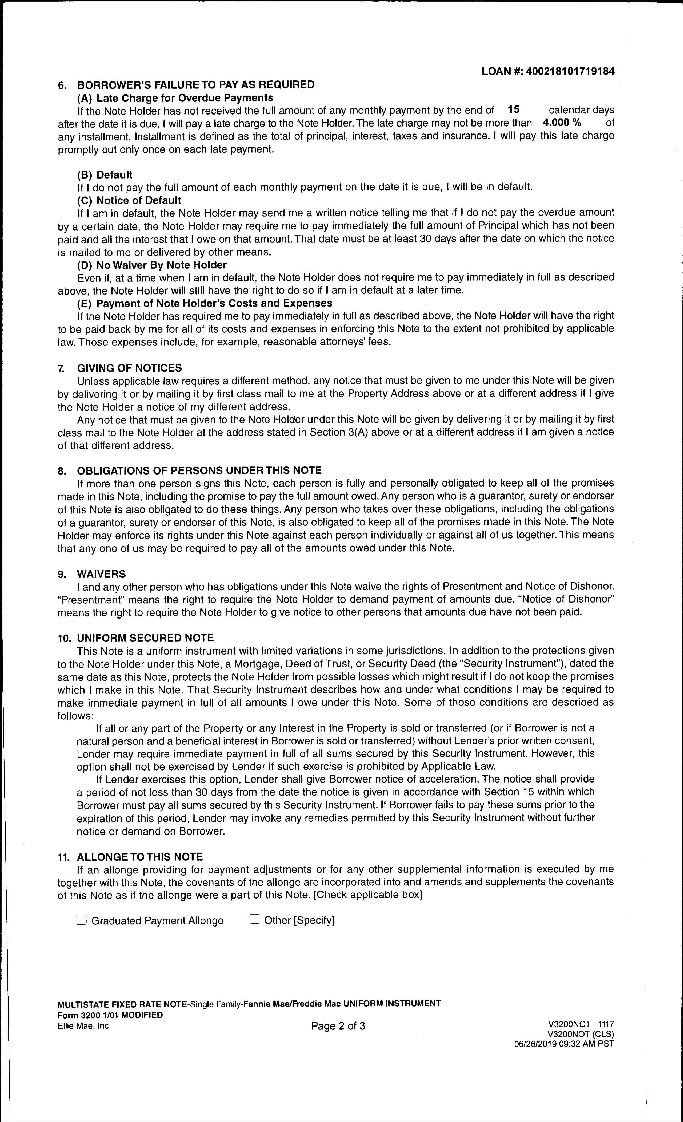 LOAN #: 400218101719184
6. BORROWER'S FAILURE TO PAY AS REQUIRED
(A) Late Charge for Overdue Payments
If the Note Holder has not received the full amount of any monthly payment by the end of 15 calendar days
after the date it is due, I will pay a late charge to the Note Holder. The late charge may not be more than 4.000 % of
any installment. Installment is defined as the total of principal, interest, taxes and insurance. I will pay this late charge
promptly but only once on each late payment.
(B) Default
If I do not pay the full amount of each monthly payment on the date it is due, I will be in default.
(C) Notice of Default
If I am in default, the Note Holder may send me a written notice telling me that if I do not pay the overdue amount
by a certain date, the Note Holder may require me to pay immediately the full amount of Principal which has not been
paid and all the interest that I owe on that amount. That date must be at least 30 days after the date on which the notice
is mailed to me or delivered by other means.
(D) No Waiver By Note Holder
Even if, at a time when I am in default, the Note Holder does not require me to pay immediately in full as described
above, the Note Holder will still have the right to do so if I am in default at a later time.
(E) Payment of Note Holder's Costs and Expenses
If the Note Holder has required me to pay immediately in full as described above, the Note Holder will have the right
to be paid back by me for all of its costs and expenses in enforcing this Note to the extent not prohibited by applicable
law. Those expenses include, for example, reasonable attorneys' fees.
7. GIVING OF NOTICES
Unless applicable law requires a different method, any notice that must be given to me under this Note will be given
by delivering it or by mailing it by first class mail to me at the Property Address above or at a different address if I give
the Note Holder a notice of my different address.
Any notice that must be given to the Note Holder under this Note will be given by delivering it or by mailing it by first
class mail to the Note Holder at the address stated in Section 3(A) above or at a different address if I am given a notice
of that different address.
8. OBLIGATIONS OF PERSONS UNDER THIS NOTE
If more than one person signs this Note, each person is fully and personally obligated to keep all of the promises
made in this Note, including the promise to pay the full amount owed. Any person who is a guarantor, surety or endorser
of this Note is also obligated to do these things. Any person who takes over these obligations, including the obligations
of a guarantor, surety or endorser of this Note, is also obligated to keep all of the promises made in this Note. The Note
Holder may enforce its rights under this Note against each person individually or against all of us together. This means
that any one of us may be required to pay all of the amounts owed under this Note.
9. WAIVERS
I and any other person who has obligations under this Note waive the rights of Presentment and Notice of Dishonor.
"Presentment" means the right to require the Note Holder to demand payment of amounts due. "Notice of Dishonor"
means the right to require the Note Holder to give notice to other persons that amounts due have not been paid.
10. UNIFORM SECURED NOTE
This Note is a uniform instrument with limited variations in some jurisdictions. In addition to the protections given
to the Note Holder under this Note, a Mortgage, Deed of Trust, or Security Deed (the "Security Instrument"), dated the
same date as this Note, protects the Note Holder from possible losses which might result if I do not keep the promises
which I make in this Note. That Security Instrument describes how and under what conditions I may be required to
make immediate payment in full of all amounts I owe under this Note. Some of those conditions are described as
follows:
If all or any part of the Property or any Interest in the Property is sold or transferred (or if Borrower is not a
natural person and a beneficial interest in Borrower is sold or transferred) without Lender's prior written consent,
Lender may require immediate payment in full of all sums secured by this Security Instrument. However, this
option shall not be exercised by Lender if such exercise is prohibited by Applicable Law.
If Lender exercises this option, Lender shall give Borrower notice of acceleration. The notice shall provide
a period of not less than 30 days from the date the notice is given in accordance with Section 15 within which
Borrower must pay all sums secured by this Security Instrument. If Borrower fails to pay these sums prior to the
expiration of this period, Lender may invoke any remedies permitted by this Security Instrument without further
notice or demand on Borrower.
11. ALLONGE TO THIS NOTE
If an allonge providing for payment adjustments or for any other supplemental information is executed by me
together with this Note, the covenants of the allonge are incorporated into and amends and supplements the covenants
of this Note as if the allonge were a part of this Note. [Check applicable box]
Graduated Payment Allonge Other [Specify]
MULTISTATE FIXED RATE NOTE-Single Family-Fannie Mae/Freddie Mac UNIFORM INSTRUMENT
Form 3200 1/01 MODIFIED
Ellie Mae, Inc Page 2 of 3 V3200NOT 1117
V3200NOT (CLS)
06/26/2019 09:32 AM PST